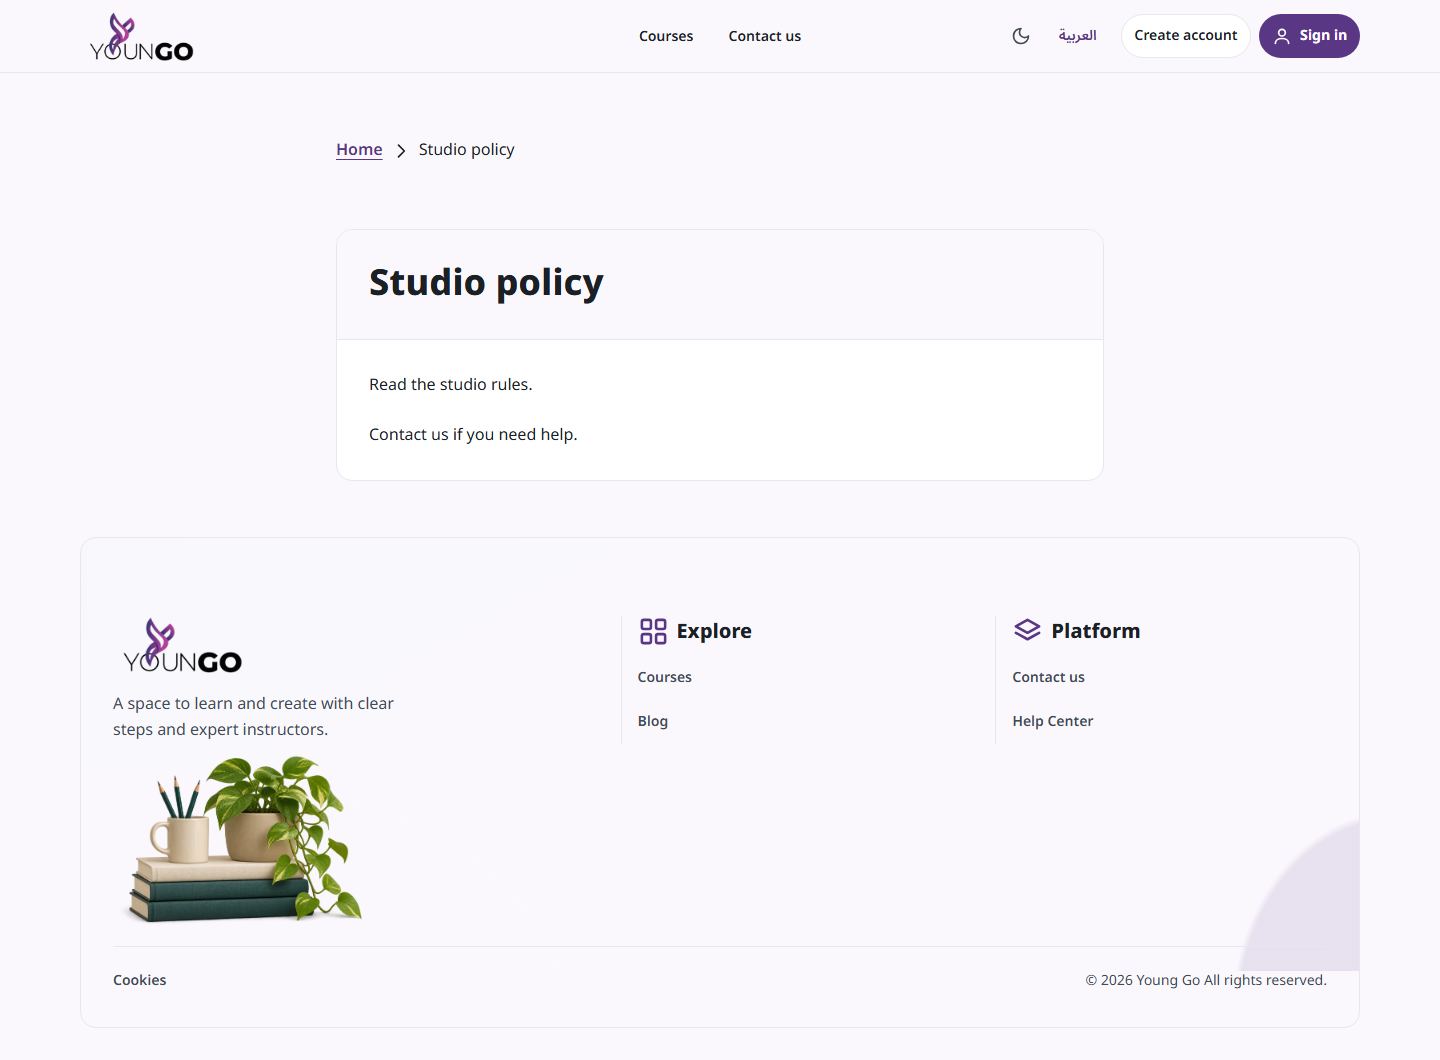 YOUNGO
Courses
Contact us
العربية
Create account
Sign in
Home
Studio policy
Studio policy
Read the studio rules.
Contact us if you need help.
YOUNGO
A space to learn and create with clear
steps and expert instructors.
Explore
Courses
Blog
Platform
Contact us
Help Center
Cookies
© 2026 Young Go All rights reserved.